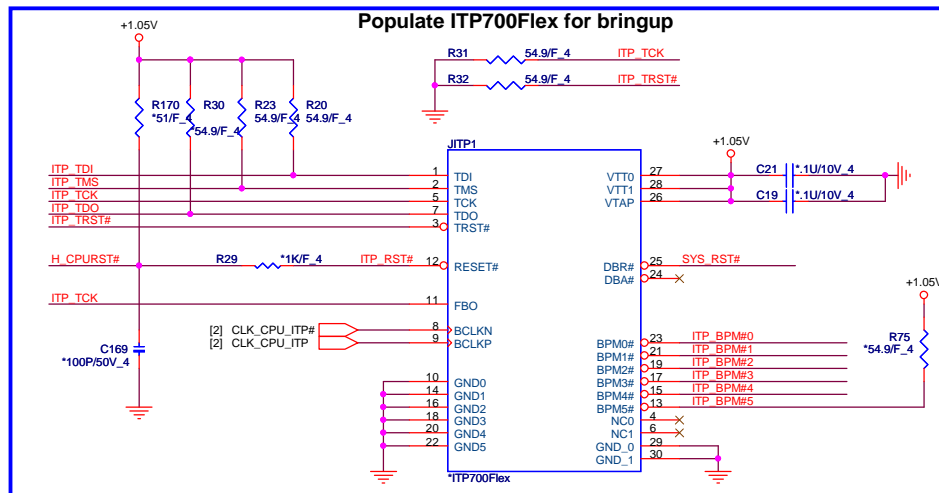 Populate ITP700Flex for bringup
+1.05V
R31 54.9/F_4 ITP_TCK
R32 54.9/F_4 ITP_TRST#
R170 R30 R23 R20
*51/F_4 *54.9/F_4 54.9/F_4 54.9/F_4
JITP1
+1.05V
ITP_TDI 1 TDI
ITP_TMS 2 TMS
ITP_TCK 5 TCK
ITP_TDO 7 TDO
ITP_TRST# 3 TRST#
VTT0 27 C21 *.1U/10V_4
VTT1 28
VTAP 26 C19 *.1U/10V_4
H_CPURST# R29 *1K/F_4 ITP_RST# 12 RESET#
DBR# 25 SYS_RST#
DBA# 24
ITP_TCK 11 FBO
+1.05V
[2] CLK_CPU_ITP# 8 BCLKN
[2] CLK_CPU_ITP 9 BCLKP
C169
*100P/50V_4
R75
*54.9/F_4
BPM0# 23 ITP_BPM#0
BPM1# 21 ITP_BPM#1
BPM2# 19 ITP_BPM#2
BPM3# 17 ITP_BPM#3
BPM4# 15 ITP_BPM#4
BPM5# 13 ITP_BPM#5
10 GND0
14 GND1
16 GND2
18 GND3
20 GND4
22 GND5
NC0 4
NC1 6
GND_0 29
GND_1 30
*ITP700Flex